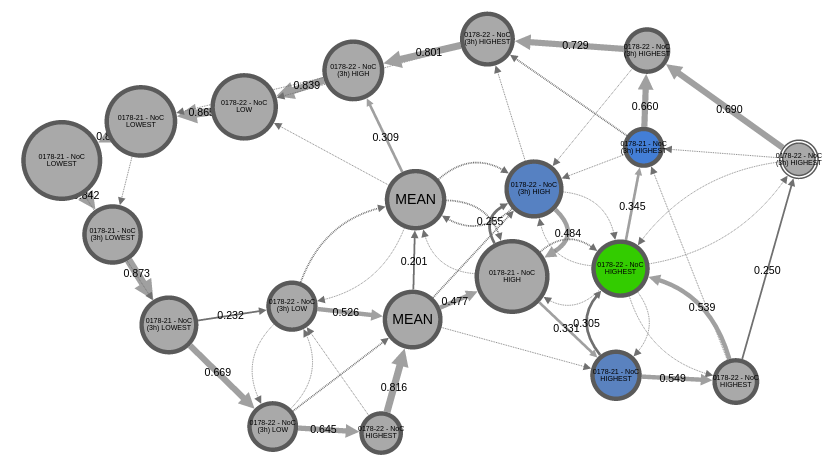 0178-22 - NoC
(3h) HIGHEST
0.729
0178-22 - NoC
(3h) HIGHEST
0.801
0178-22 - NoC
(3h) HIGH
0.839
0178-22 - NoC
LOW
0178-21 - NoC
LOWEST
0178-21 - NoC
LOWEST
0178-21 - NoC
(3h) LOWEST
0.873
0178-21 - NoC
(3h) LOWEST
0.232
0.669
0178-22 - NoC
(3h) LOW
0.526
0178-22 - NoC
(3h) LOW
0.645
0178-22 - NoC
HIGHEST
0.816
MEAN
0.201
0.477
MEAN
0.309
0.255
0178-22 - NoC
(3h) HIGH
0.484
0178-21 - NoC
HIGH
0.331
0.305
0178-22 - NoC
HIGHEST
0.345
0178-21 - NoC
(3h) HIGHEST
0.660
0.690
0178-22 - NoC
(3h) HIGHEST
0.250
0.539
0178-21 - NoC
HIGHEST
0.549
0178-22 - NoC
HIGHEST